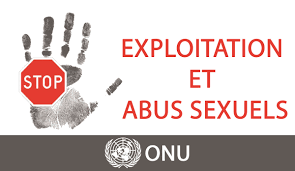 STOP
EXPLOITATION
ET
ABUS SEXUELS
ONU